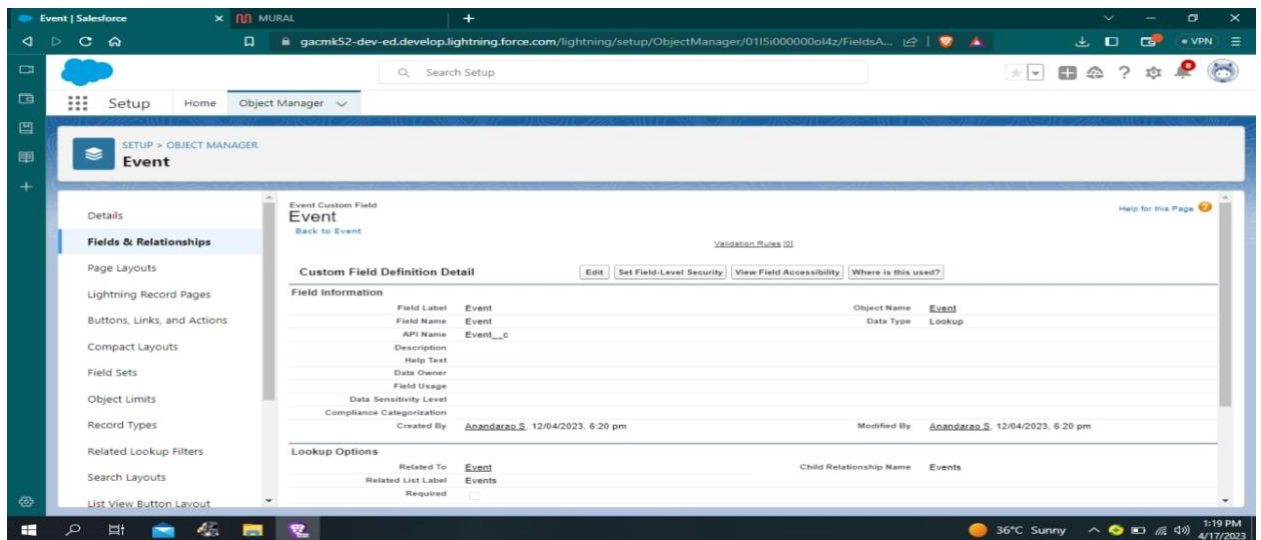 Event | Salesforce
MURAL
gacmk52-dev-ed.develop.lightning.force.com/lightning/setup/ObjectManager/01I5i000000oI4z/FieldsA...
VPN
Search Setup
Setup Home Object Manager
SETUP > OBJECT MANAGER
Event
Details
Fields & Relationships
Page Layouts
Lightning Record Pages
Buttons, Links, and Actions
Compact Layouts
Field Sets
Object Limits
Record Types
Related Lookup Filters
Search Layouts
List View Button Layout
Event Custom Field
Event
Back to Event
Help for this Page
Validation Rules [0]
Custom Field Definition Detail Edit Set Field-Level Security View Field Accessibility Where is this used?
Field Information
Field Label Event Object Name Event
Field Name Event Data Type Lookup
API Name Event__c
Description
Help Text
Data Owner
Field Usage
Data Sensitivity Level
Compliance Categorization
Created By Anandarao S, 12/04/2023, 6:20 pm Modified By Anandarao S, 12/04/2023, 6:20 pm
Lookup Options
Related To Event Child Relationship Name Events
Related List Label Events
Required
36°C Sunny
1:19 PM
4/17/2023